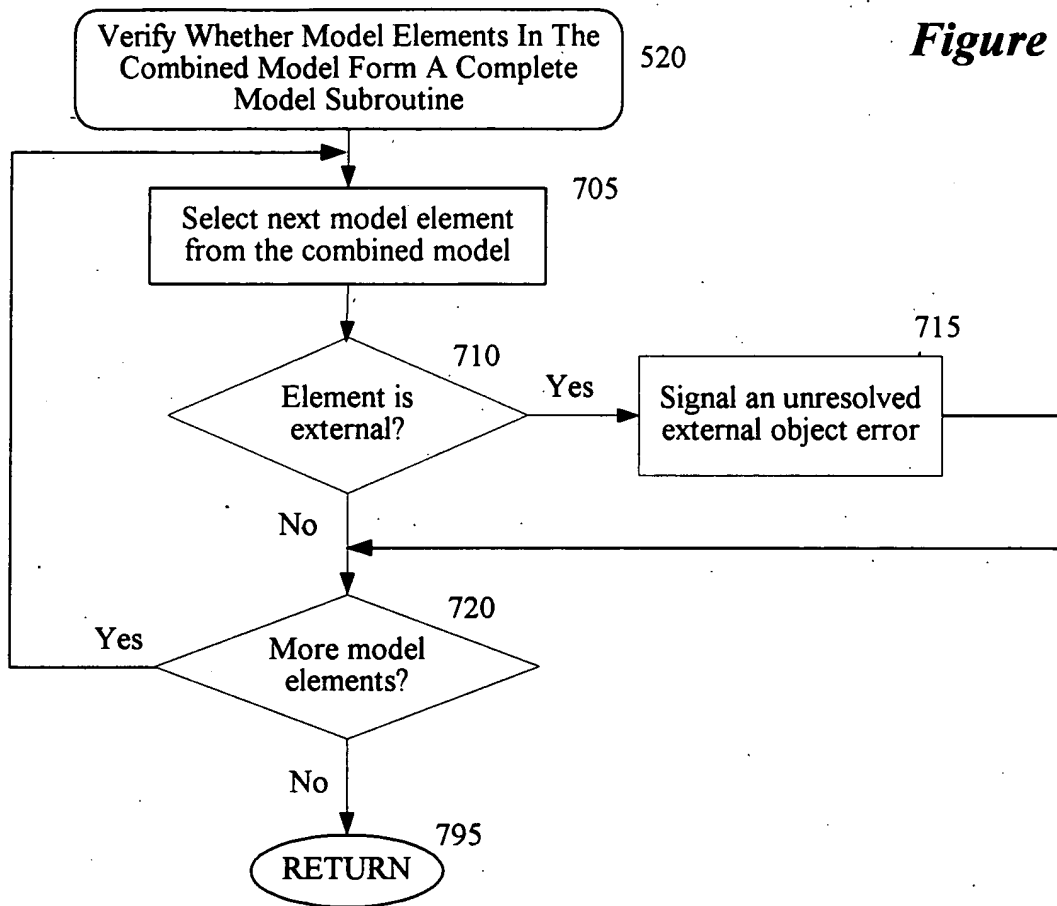 Figure
Verify Whether Model Elements In The
Combined Model Form A Complete
Model Subroutine
520
705
Select next model element
from the combined model
710
Element is
external?
Yes
715
Signal an unresolved
external object error
No
720
Yes
More model
elements?
No
795
RETURN